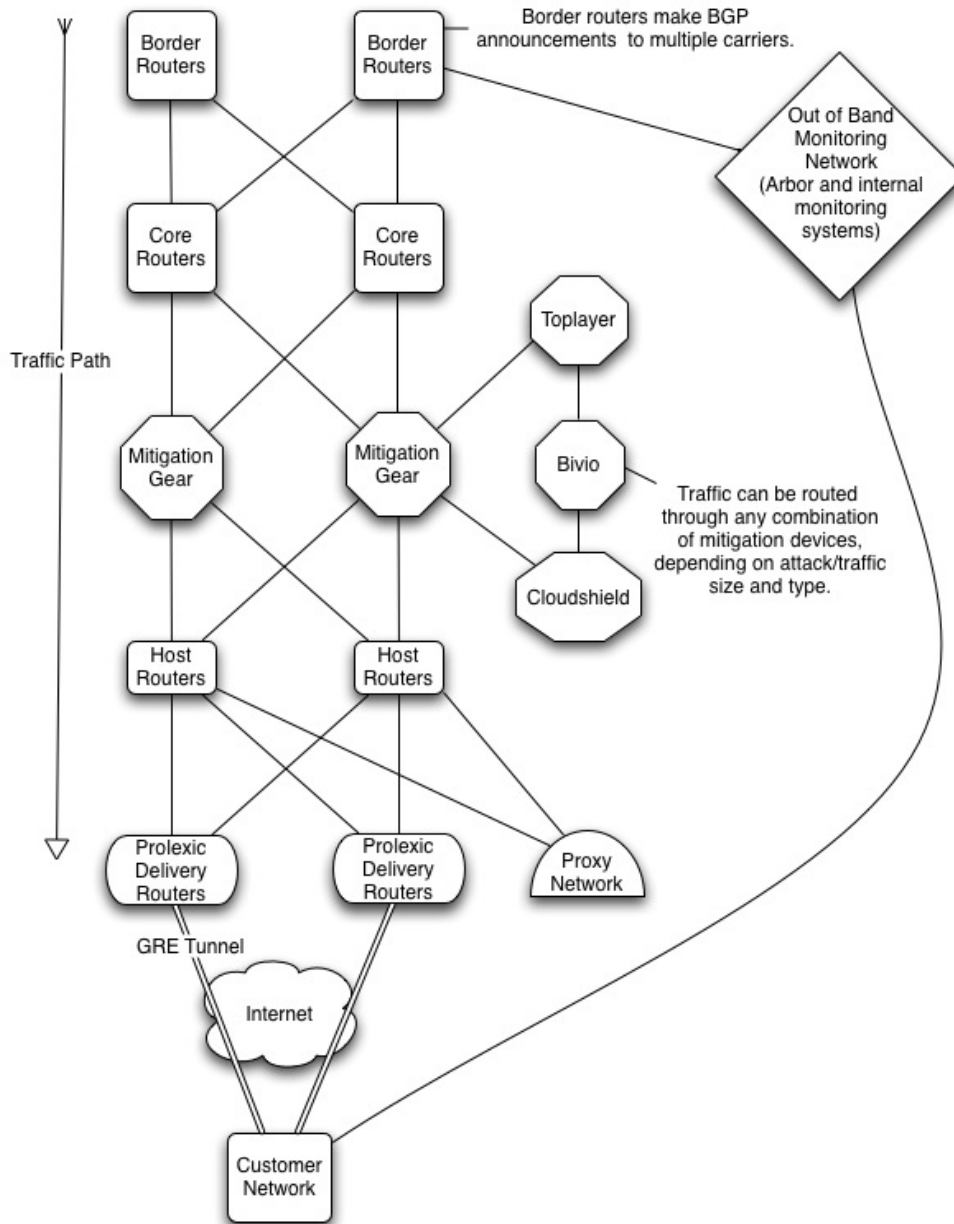 Border
Routers
Border
Routers
Border routers make BGP
announcements to multiple carriers.
Out of Band
Monitoring
Network
(Arbor and internal
monitoring
systems)
Core
Routers
Core
Routers
Toplayer
Traffic Path
Mitigation
Gear
Mitigation
Gear
Bivio
Traffic can be routed
through any combination
of mitigation devices,
depending on attack/traffic
size and type.
Cloudshield
Host
Routers
Host
Routers
Prolexic
Delivery
Routers
Prolexic
Delivery
Routers
Proxy
Network
GRE Tunnel
Internet
Customer
Network